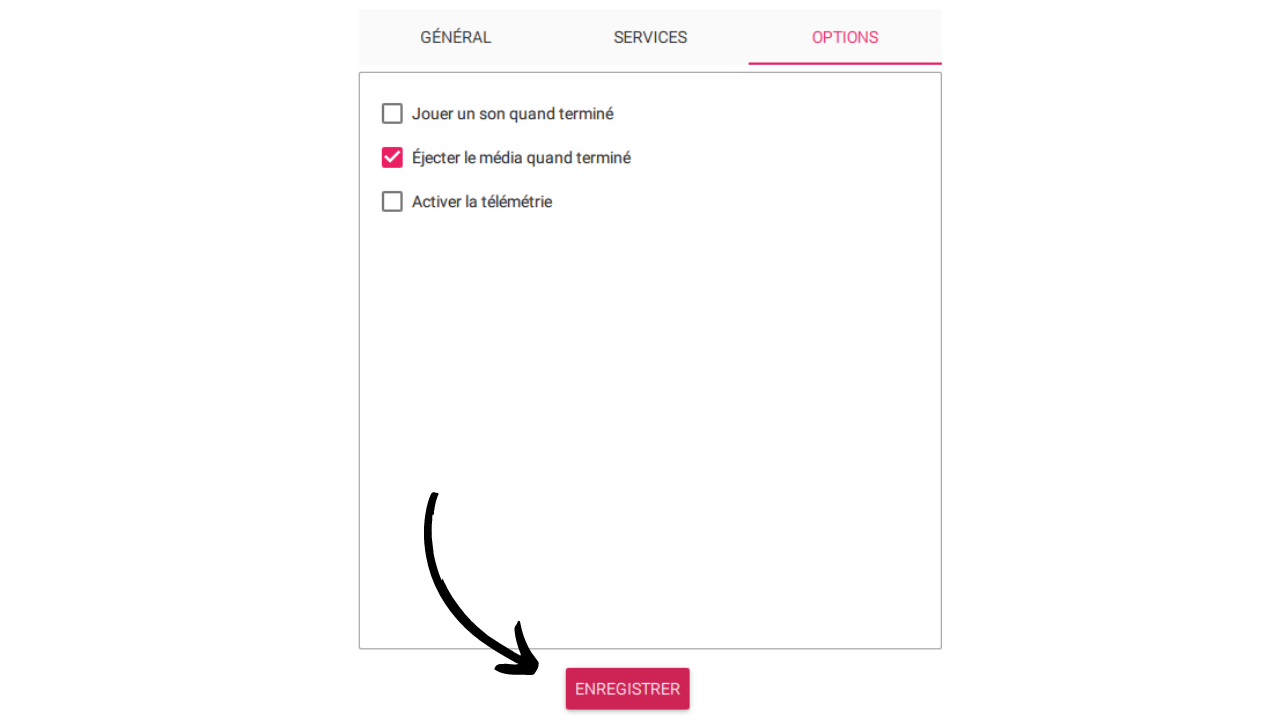 GÉNÉRAL SERVICES OPTIONS
Jouer un son quand terminé
Éjecter le média quand terminé
Activer la télémétrie
ENREGISTRER